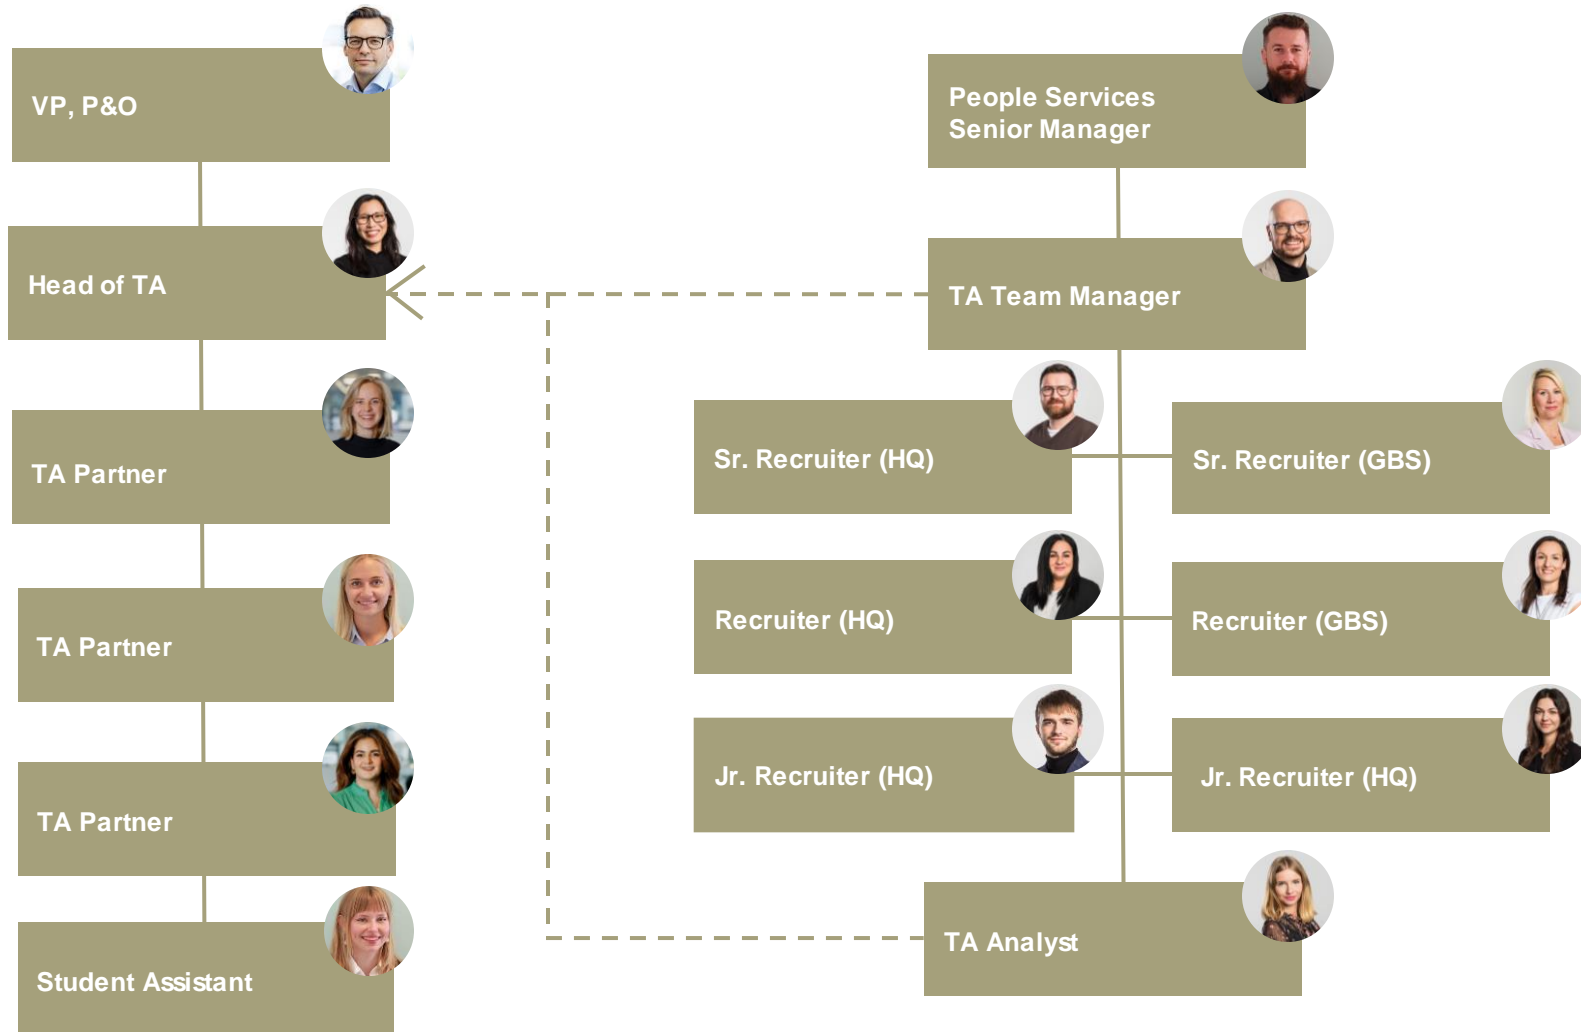 VP, P&O
Head of TA
TA Partner
TA Partner
TA Partner
Student Assistant
People Services
Senior Manager
TA Team Manager
Sr. Recruiter (HQ)
Sr. Recruiter (GBS)
Recruiter (HQ)
Recruiter (GBS)
Jr. Recruiter (HQ)
Jr. Recruiter (HQ)
TA Analyst